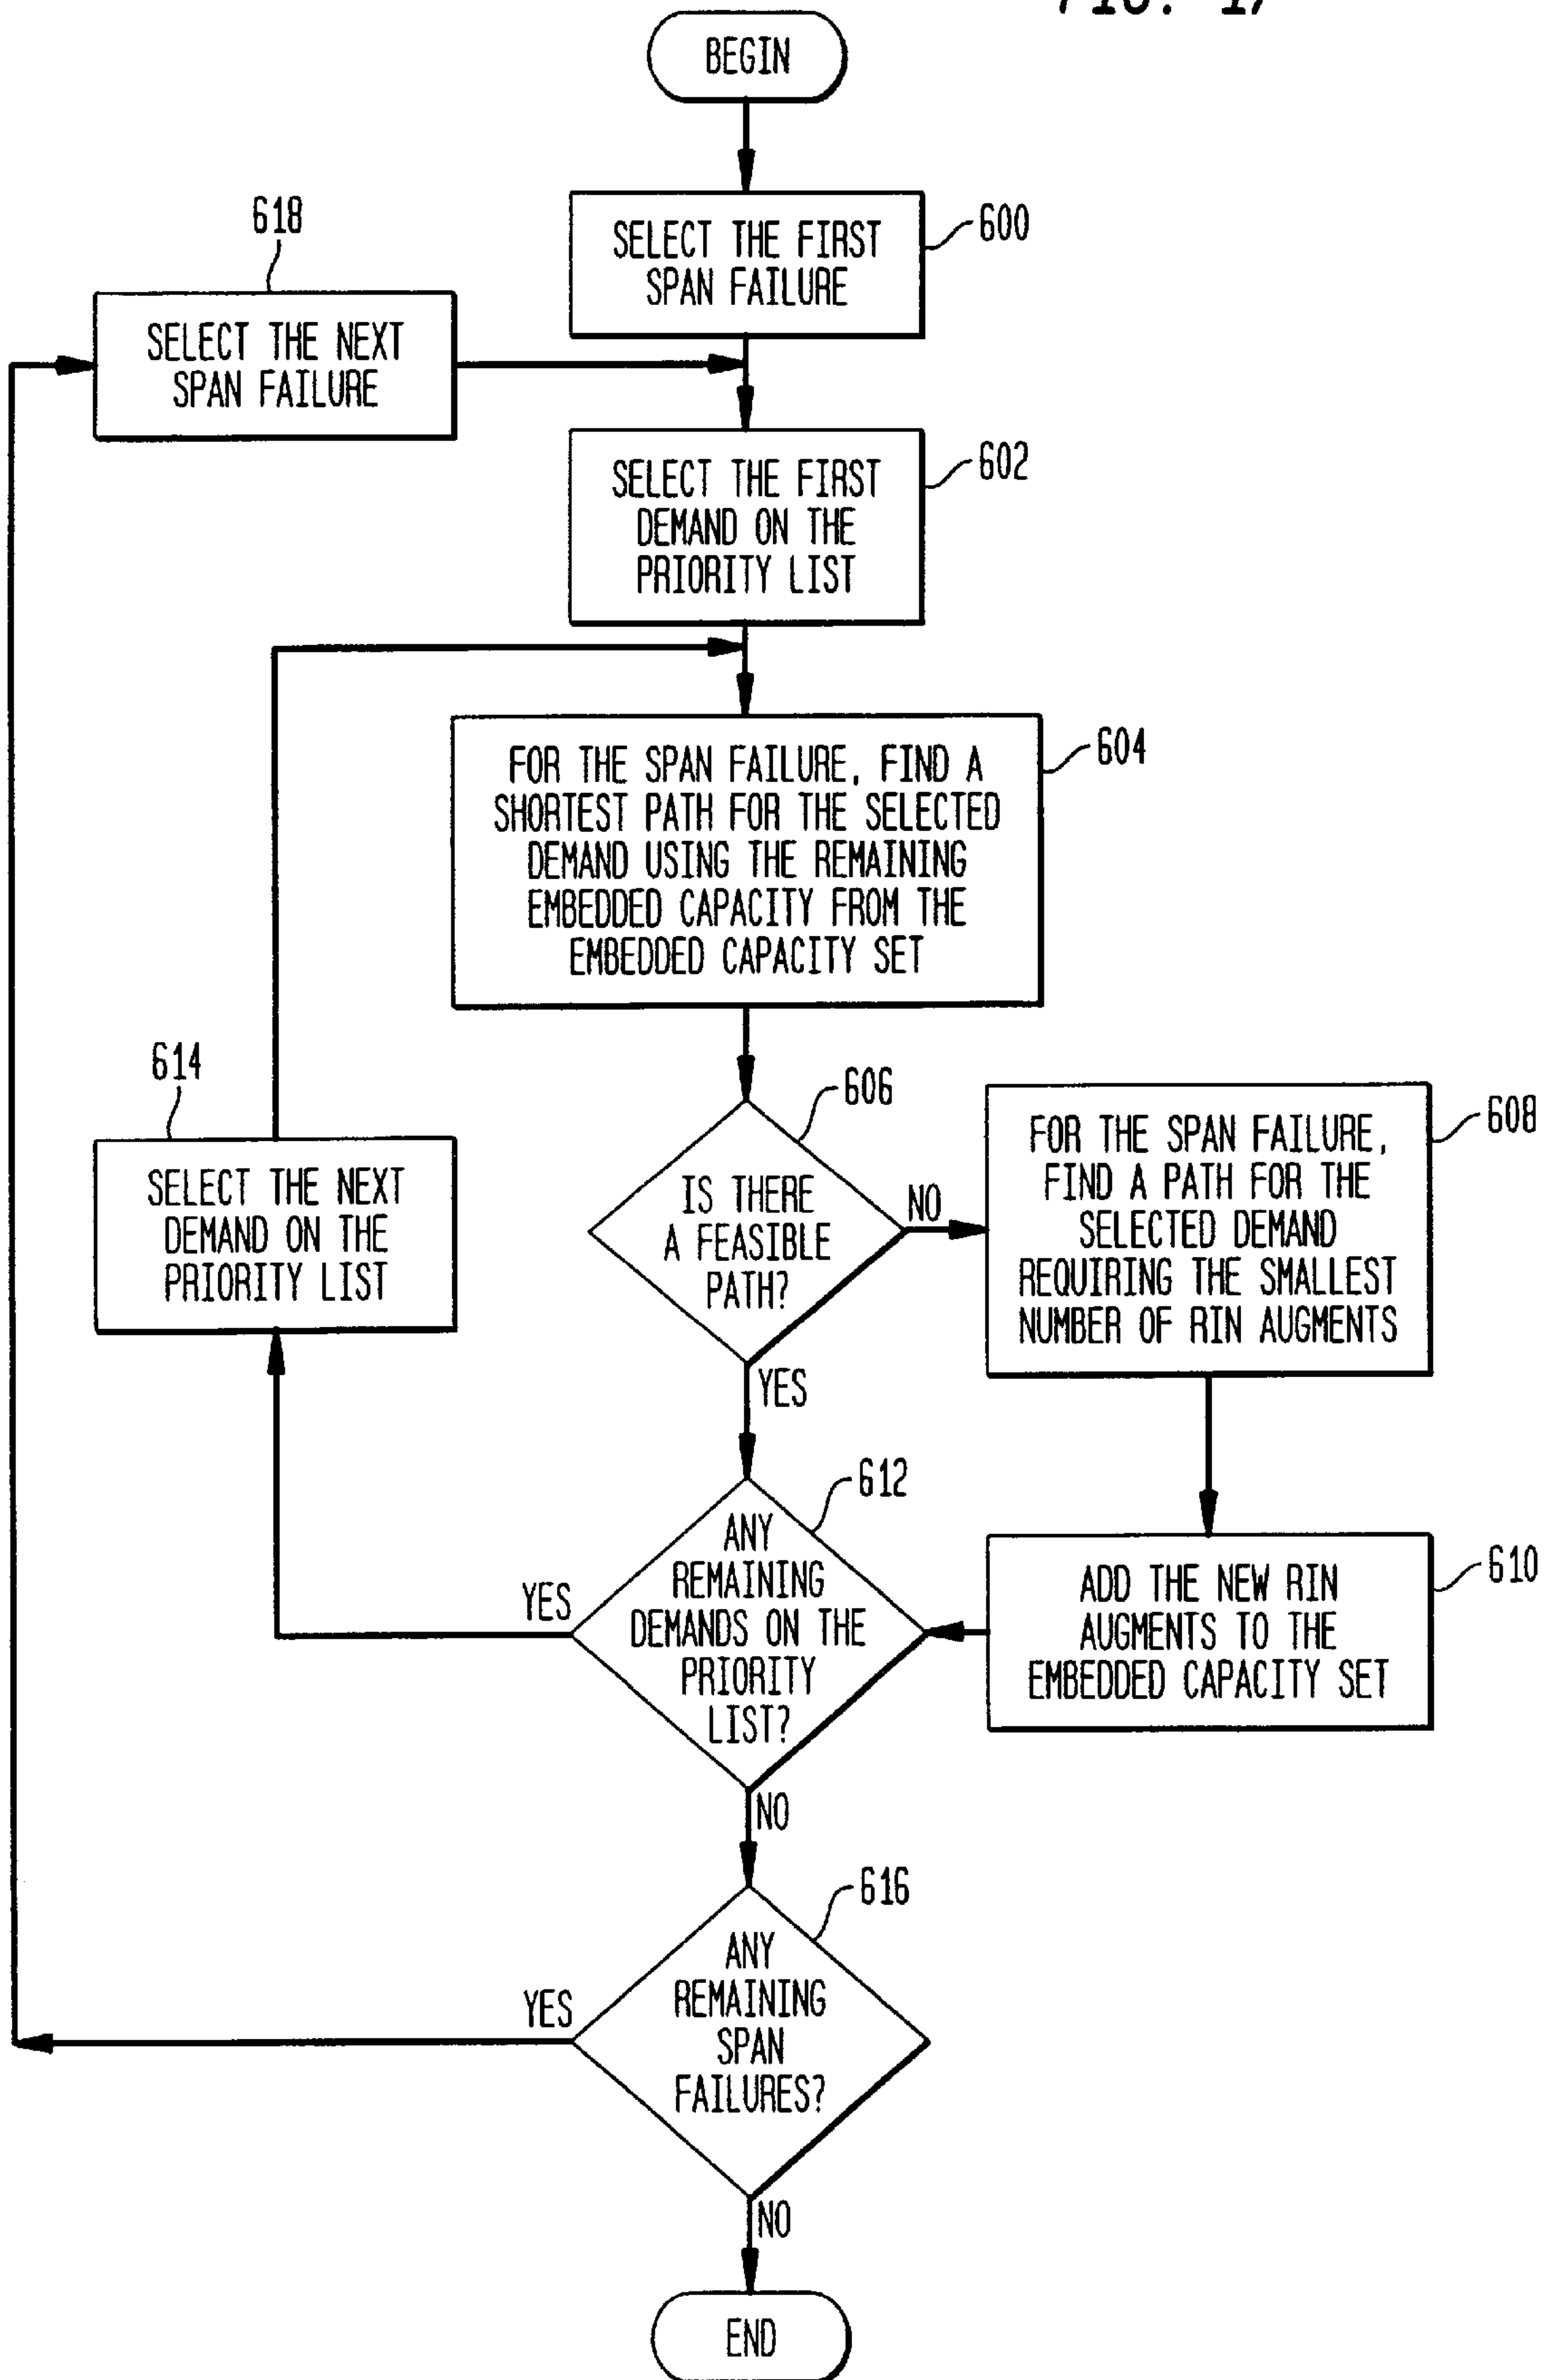 FIG. 17
BEGIN
618
SELECT THE FIRST
SPAN FAILURE
600
SELECT THE NEXT
SPAN FAILURE
SELECT THE FIRST
DEMAND ON THE
PRIORITY LIST
602
FOR THE SPAN FAILURE, FIND A
SHORTEST PATH FOR THE SELECTED
DEMAND USING THE REMAINING
EMBEDDED CAPACITY FROM THE
EMBEDDED CAPACITY SET
604
614
SELECT THE NEXT
DEMAND ON THE
PRIORITY LIST
606
IS THERE
A FEASIBLE
PATH?
NO
YES
608
FOR THE SPAN FAILURE,
FIND A PATH FOR THE
SELECTED DEMAND
REQUIRING THE SMALLEST
NUMBER OF RIN AUGMENTS
612
ANY
REMAINING
DEMANDS ON THE
PRIORITY
LIST?
YES
NO
610
ADD THE NEW RIN
AUGMENTS TO THE
EMBEDDED CAPACITY SET
616
ANY
REMAINING
SPAN
FAILURES?
YES
NO
END